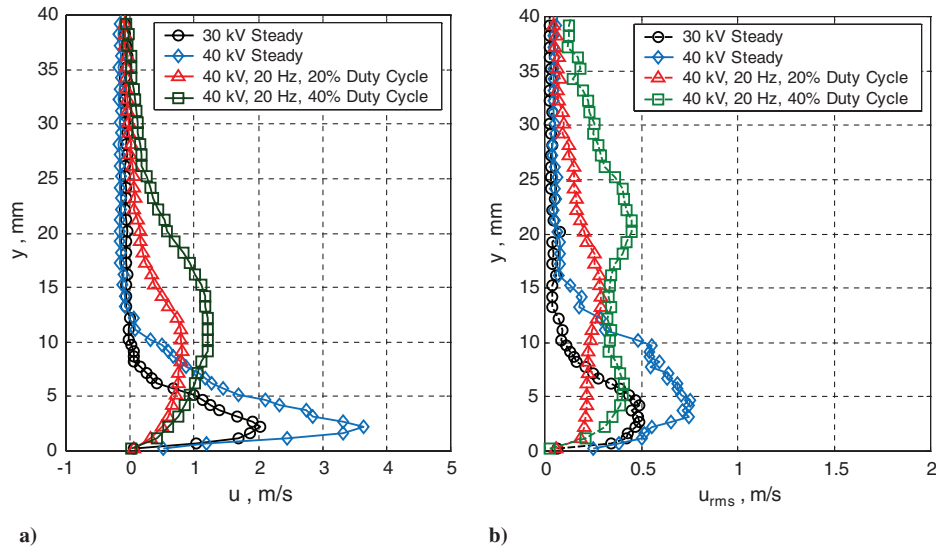 30 kV Steady
40 kV Steady
40 kV, 20 Hz, 20% Duty Cycle
40 kV, 20 Hz, 40% Duty Cycle
40
35
30
25
20
15
10
5
0
y , mm
-1
0
1
2
3
4
5
u , m/s
a)
30 kV Steady
40 kV Steady
40 kV, 20 Hz, 20% Duty Cycle
40 kV, 20 Hz, 40% Duty Cycle
40
35
30
25
20
15
10
5
0
y , mm
0
0.5
1
1.5
2
u_rms , m/s
b)